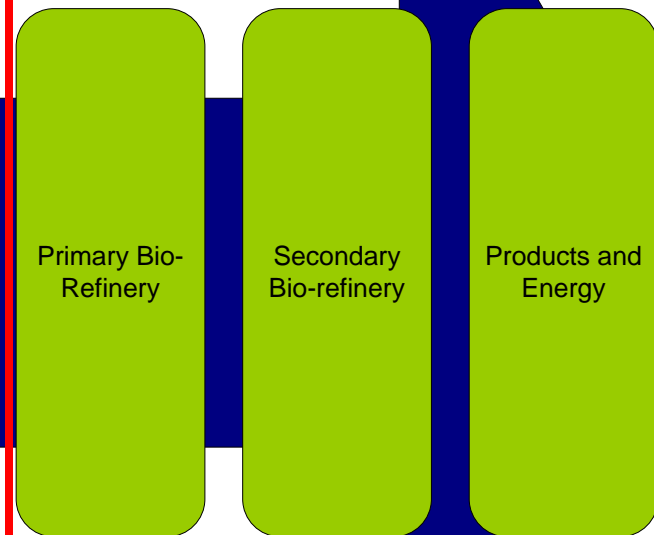 Primary Bio-
Refinery
Secondary
Bio-refinery
Products and
Energy